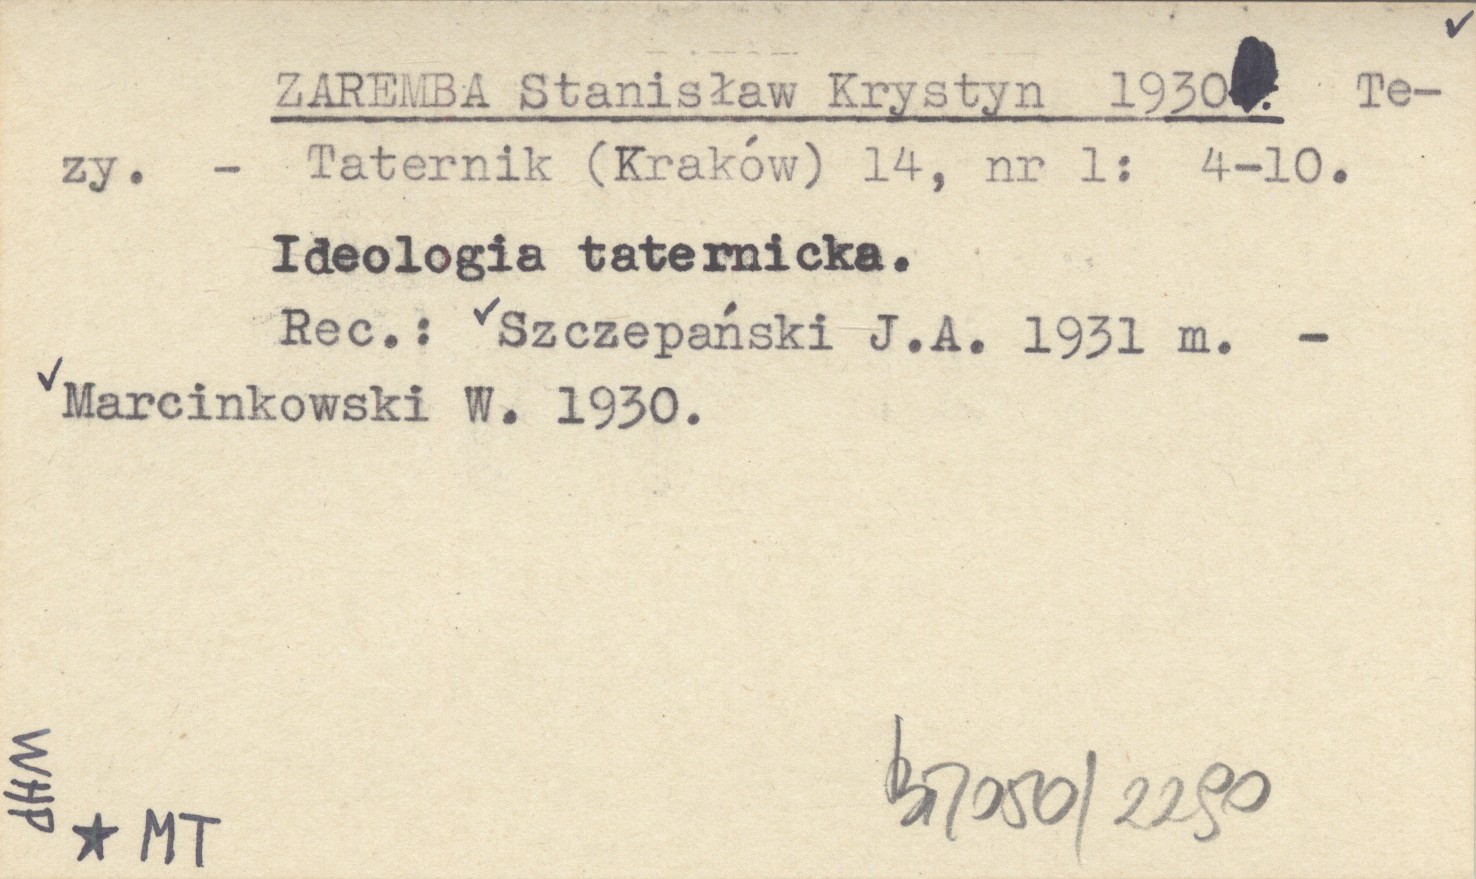 ZAREMBA Stanisław Krystyn 1930. Te-
zy. - Taternik (Kraków) 14, nr 1: 4-10.
Ideologia taternicka.
Rec.: ✓Szczepański J.A. 1931 m. -
✓Marcinkowski W. 1930.
WHP
★ MT
/2290